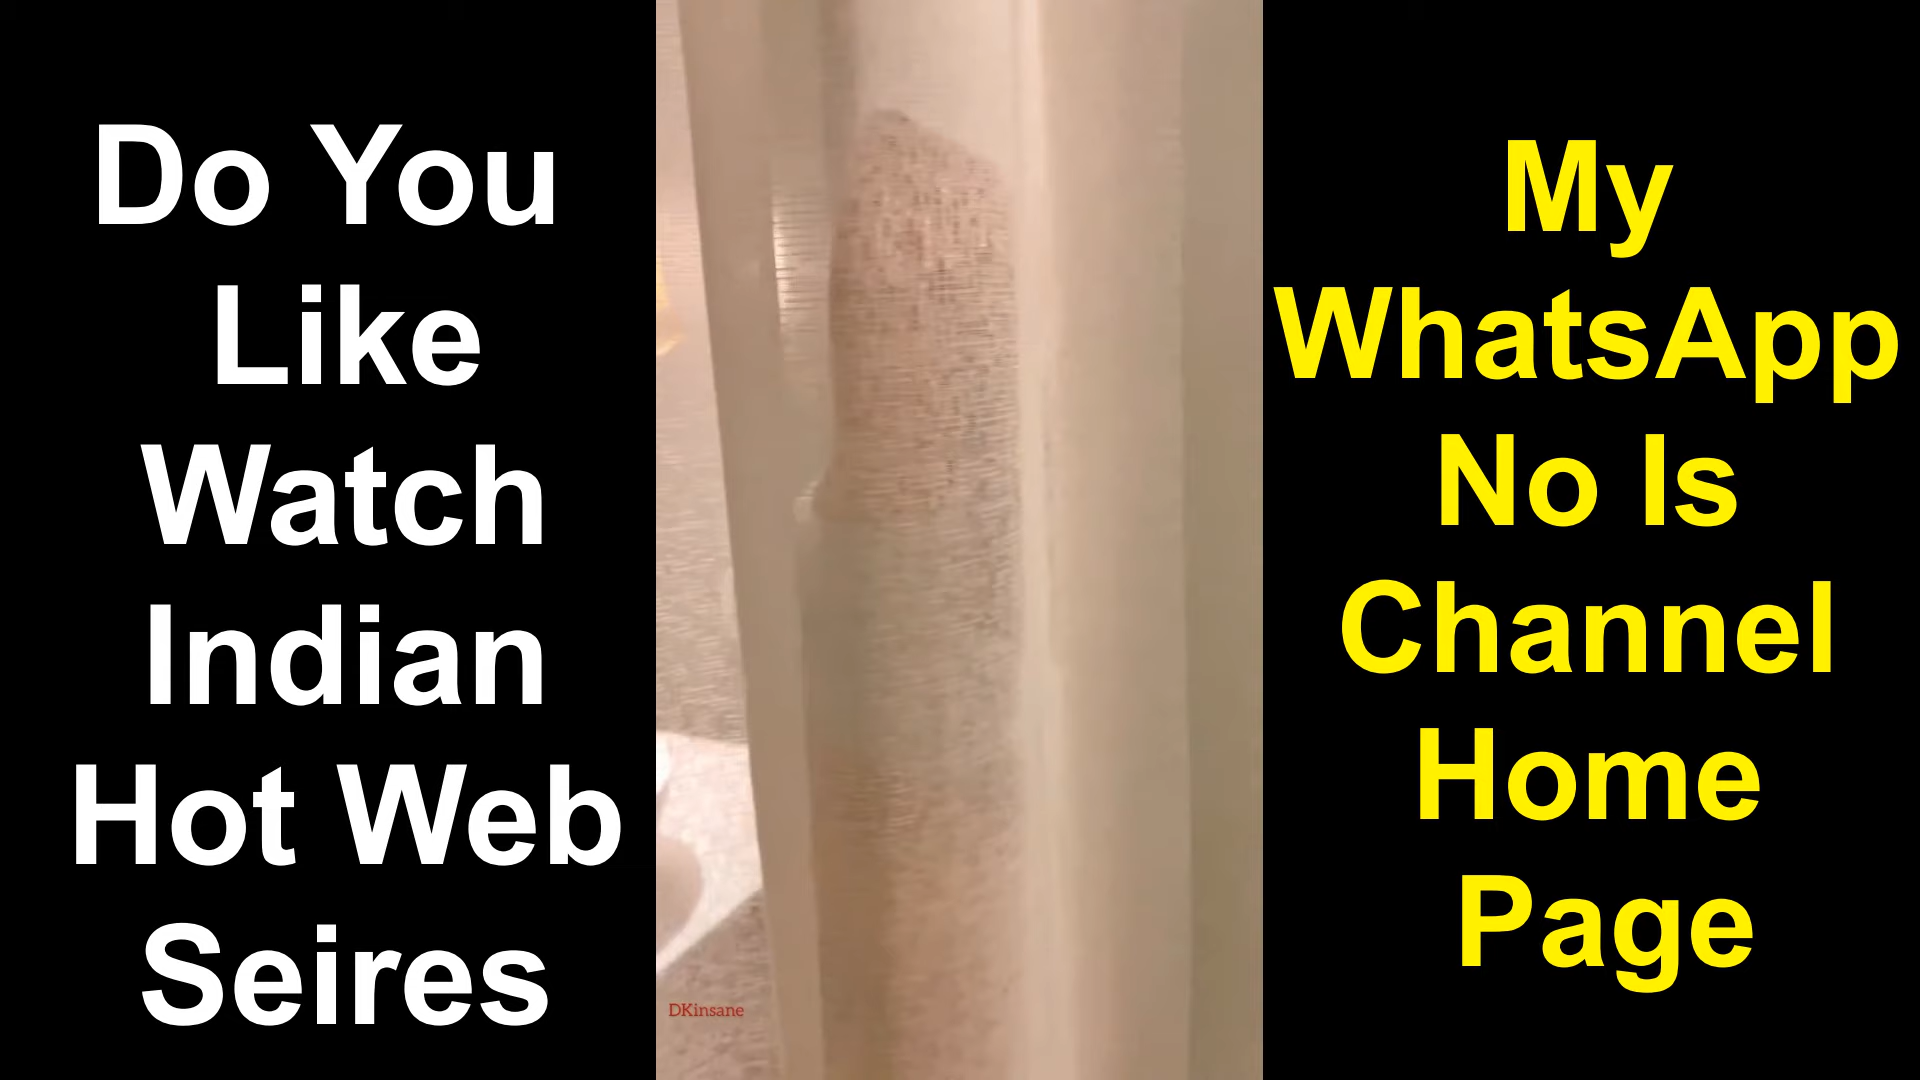 Do You
Like
Watch
Indian
Hot Web
Seires
My
WhatsApp
No Is
Channel
Home
Page
DKinsane